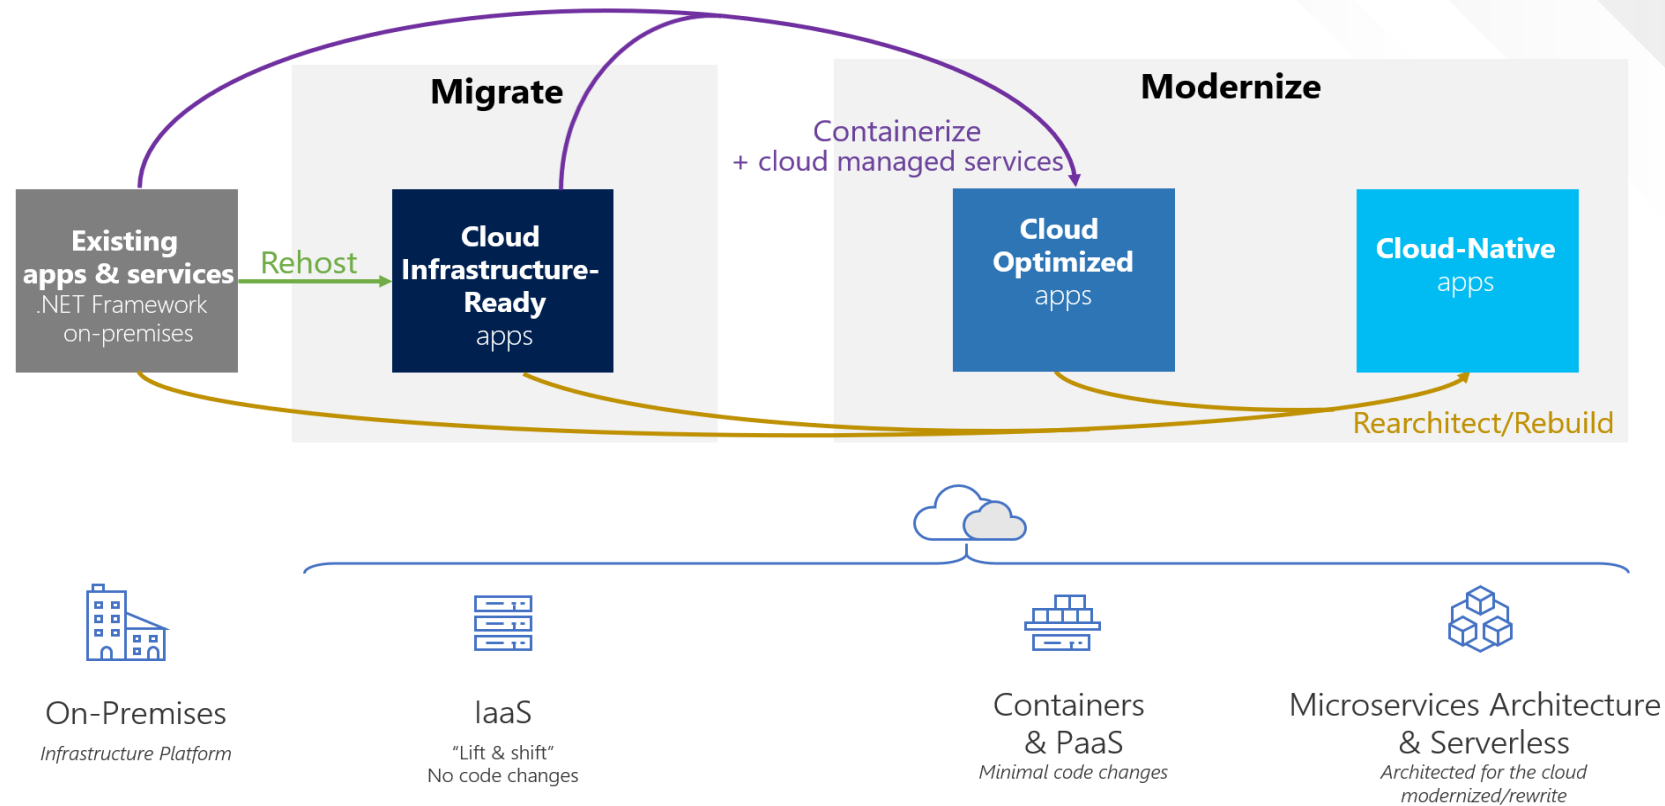 Migrate
Modernize
Containerize
+ cloud managed services
Existing
apps & services
.NET Framework
on-premises
Rehost
Cloud
Infrastructure-
Ready
apps
Cloud
Optimized
apps
Cloud-Native
apps
Rearchitect/Rebuild
On-Premises
Infrastructure Platform
IaaS
“Lift & shift”
No code changes
Containers
& PaaS
Minimal code changes
Microservices Architecture
& Serverless
Architected for the cloud
modernized/rewrite